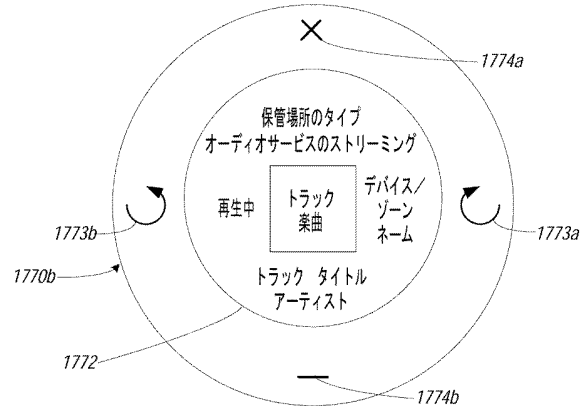 1774a
保管場所のタイプ
オーディオサービスのストリーミング
再生中
トラック
楽曲
デバイス/
ゾーン
ネーム
1773b
1773a
1770b
トラック タイトル
アーティスト
1772
1774b